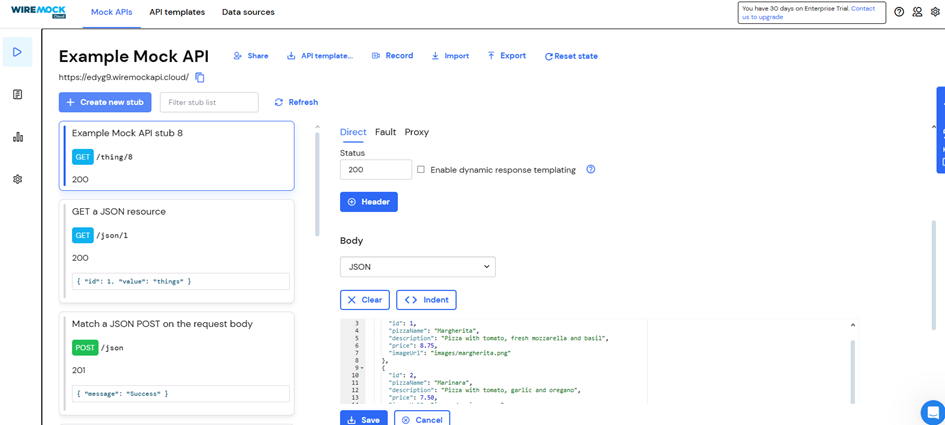 WIREMOCK
Cloud
Mock APIs
API templates
Data sources
You have 30 days on Enterprise Trial. Contact
us to upgrade
Example Mock API
Share
API template...
Record
Import
Export
Reset state
https://edyg9.wiremockapi.cloud/
Create new stub
Filter stub list
Refresh
Example Mock API stub 8
GET /thing/8
200
GET a JSON resource
GET /json/1
200
{ "id": 1, "value": "things" }
Match a JSON POST on the request body
POST /json
201
{ "message": "Success" }
Direct
Fault
Proxy
Status
200
Enable dynamic response templating
Header
Body
JSON
Clear
Indent
3 "id": 1,
4 "pizzaName": "Margherita",
5 "description": "Pizza with tomato, fresh mozzarella and basil",
6 "price": 8.75,
7 "imageUrl": "images/margherita.png"
8 },
9 {
10 "id": 2,
11 "pizzaName": "Marinara",
12 "description": "Pizza with tomato, garlic and oregano",
13 "price": 7.50,
Save
Cancel